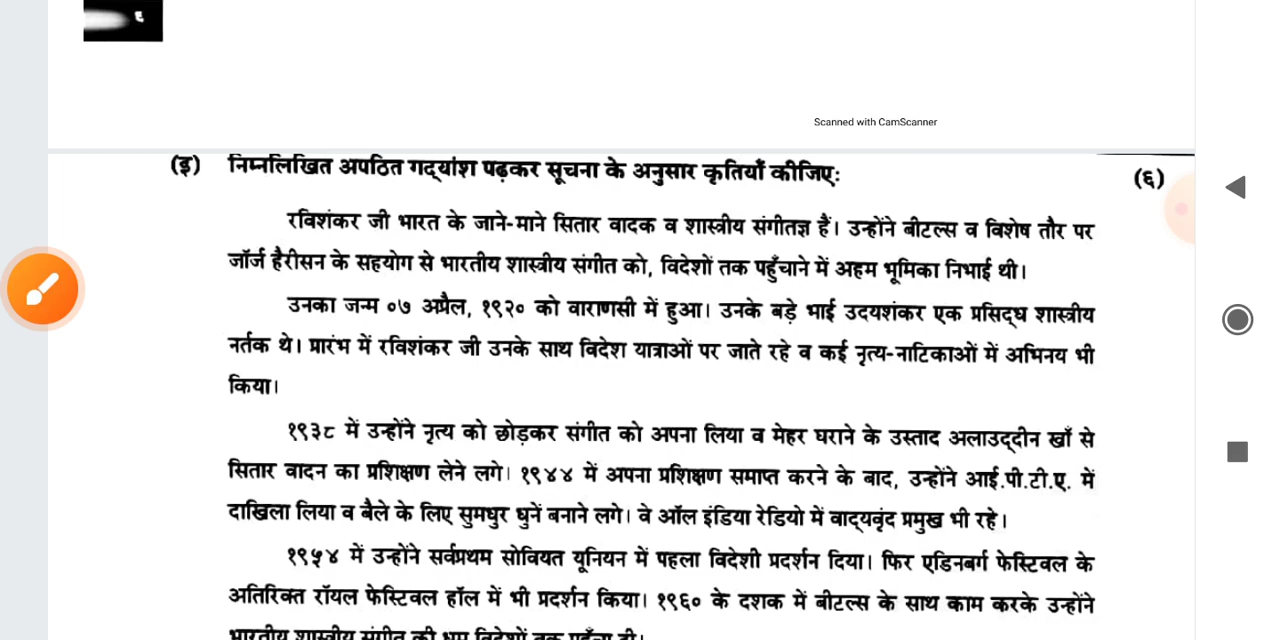 ६
Scanned with CamScanner
(इ) निम्नलिखित अपठित गद्यांश पढ़कर सूचना के अनुसार कृतियाँ कीजिए: (६)
रविशंकर जी भारत के जाने-माने सितार वादक व शास्त्रीय संगीतज्ञ हैं। उन्होंने बीटल्स व विशेष तौर पर
जॉर्ज हैरीसन के सहयोग से भारतीय शास्त्रीय संगीत को, विदेशों तक पहुँचाने में अहम भूमिका निभाई थी।
उनका जन्म ०७ अप्रैल, १९२० को वाराणसी में हुआ। उनके बड़े भाई उदयशंकर एक प्रसिद्ध शास्त्रीय
नर्तक थे। प्रारंभ में रविशंकर जी उनके साथ विदेश यात्राओं पर जाते रहे व कई नृत्य-नाटिकाओं में अभिनय भी
किया।
१९३८ में उन्होंने नृत्य को छोड़कर संगीत को अपना लिया व मेहर घराने के उस्ताद अलाउद्दीन खाँ से
सितार वादन का प्रशिक्षण लेने लगे। १९४४ में अपना प्रशिक्षण समाप्त करने के बाद, उन्होंने आई.पी.टी.ए. में
दाखिला लिया व बैले के लिए सुमधुर धुनें बनाने लगे। वे ऑल इंडिया रेडियो में वाद्यवृंद प्रमुख भी रहे।
१९५४ में उन्होंने सर्वप्रथम सोवियत यूनियन में पहला विदेशी प्रदर्शन दिया। फिर एडिनबर्ग फेस्टिवल के
अतिरिक्त रॉयल फेस्टिवल हॉल में भी प्रदर्शन किया। १९६० के दशक में बीटल्स के साथ काम करके उन्होंने
भारतीय शास्त्रीय संगीत की धूम विदेशों तक पहुँचा दी।